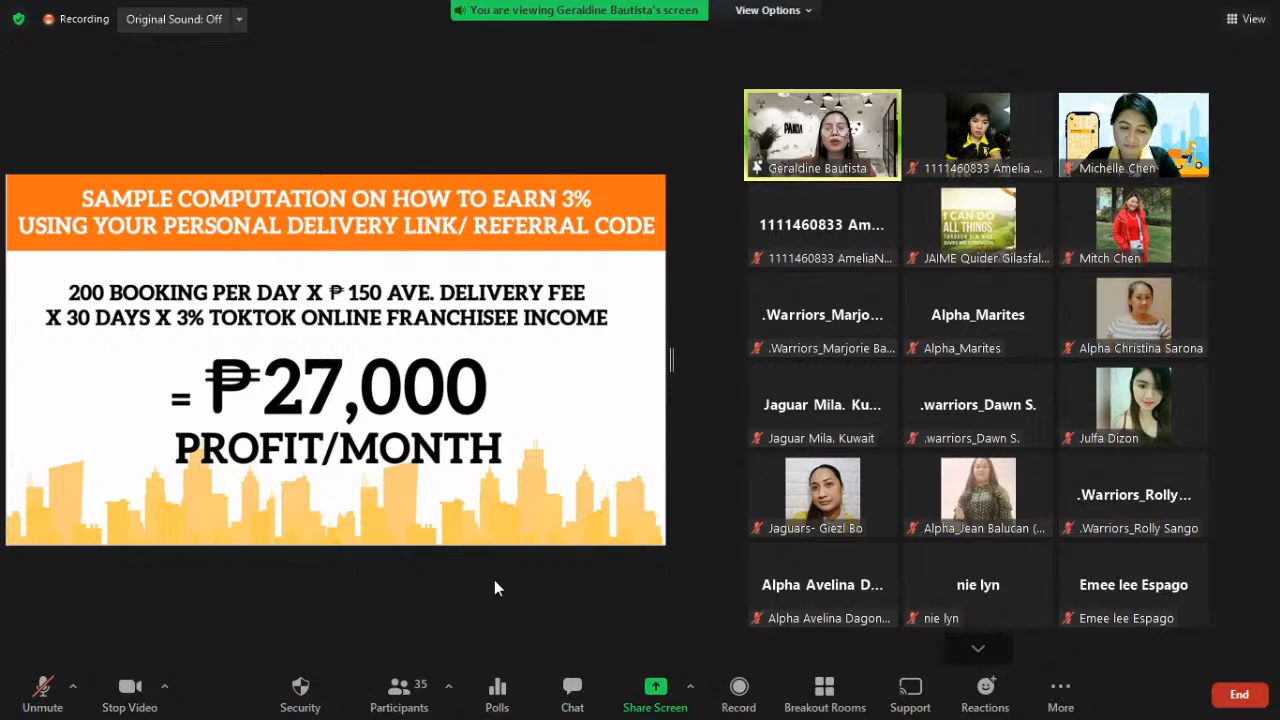 Recording
Original Sound: Off
You are viewing Geraldine Bautista's screen
View Options
View
SAMPLE COMPUTATION ON HOW TO EARN 3%
USING YOUR PERSONAL DELIVERY LINK/ REFERRAL CODE
200 BOOKING PER DAY X ₱ 150 AVE. DELIVERY FEE
X 30 DAYS X 3% TOKTOK ONLINE FRANCHISEE INCOME
= ₱27,000
PROFIT/MONTH
PANDA
Geraldine Bautista
1111460833 Amelia ...
Michelle Chen
1111460833 Am...
1111460833 AmeliaN...
I CAN DO
ALL THINGS
JAIME Quider Gilasfal...
Mitch Chen
.Warriors_Marjo...
.Warriors_Marjorie Ba...
Alpha_Marites
Alpha_Marites
Alpha Christina Sarona
Jaguar Mila. Ku...
Jaguar Mila. Kuwait
.warriors_Dawn S.
.warriors_Dawn S.
Julfa Dizon
Jaguars- Giezl Bo
Alpha_Jean Balucan (...
.Warriors_Rolly...
.Warriors_Rolly Sango
Alpha Avelina D...
Alpha Avelina Dagon...
nie lyn
nie lyn
Emee lee Espago
Emee lee Espago
Unmute
Stop Video
Security
Participants
35
Polls
Chat
Share Screen
Record
Breakout Rooms
Support
Reactions
More
End